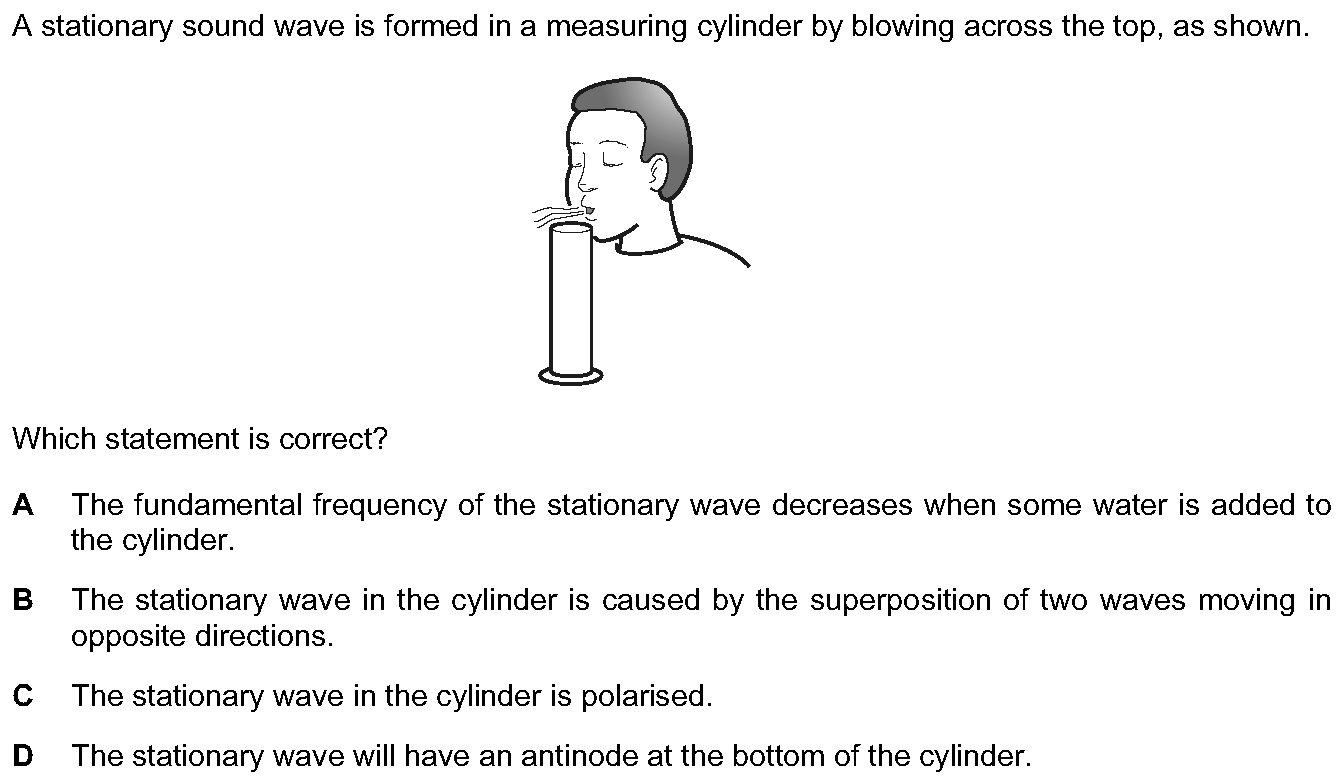 A stationary sound wave is formed in a measuring cylinder by blowing across the top, as shown.
Which statement is correct?
A The fundamental frequency of the stationary wave decreases when some water is added to
the cylinder.
B The stationary wave in the cylinder is caused by the superposition of two waves moving in
opposite directions.
C The stationary wave in the cylinder is polarised.
D The stationary wave will have an antinode at the bottom of the cylinder.